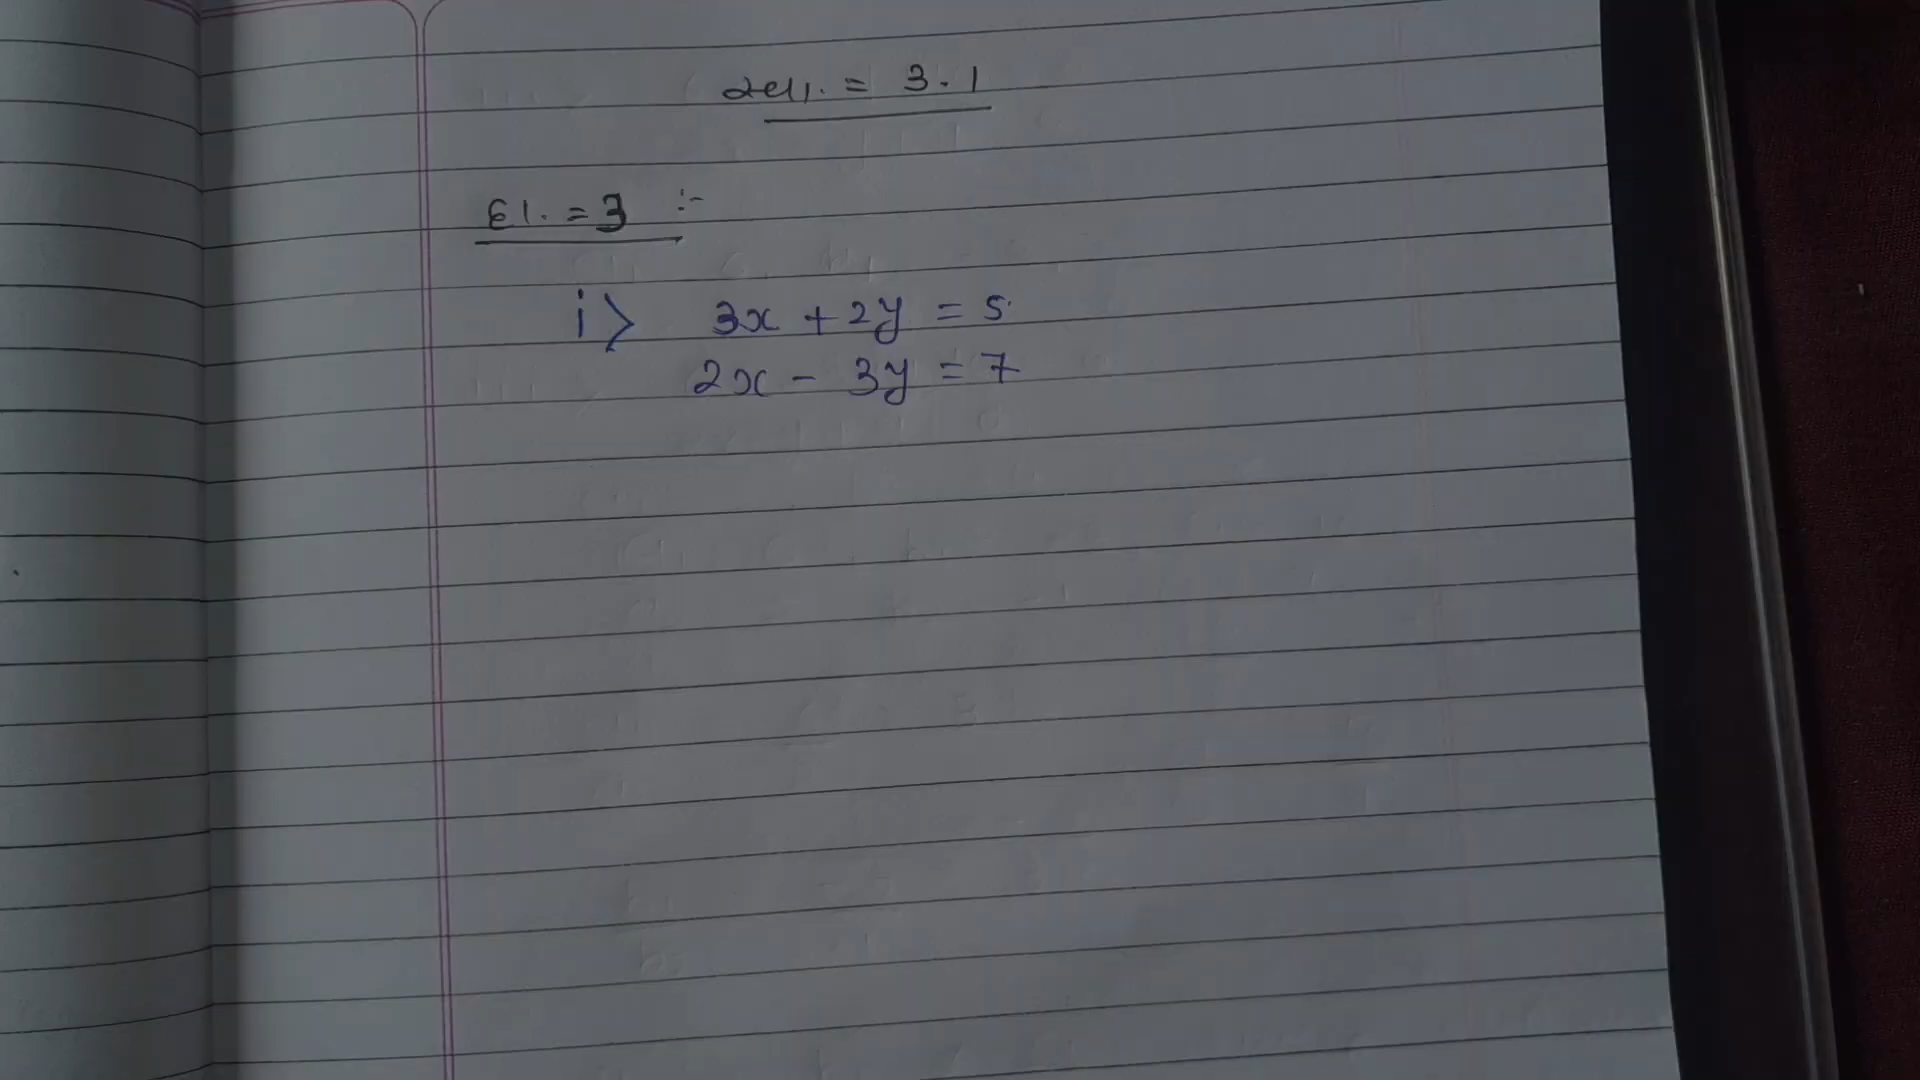 સ્વા. = 3.1
દા. = 3 :-
i> 3x + 2y = 5
2x - 3y = 7